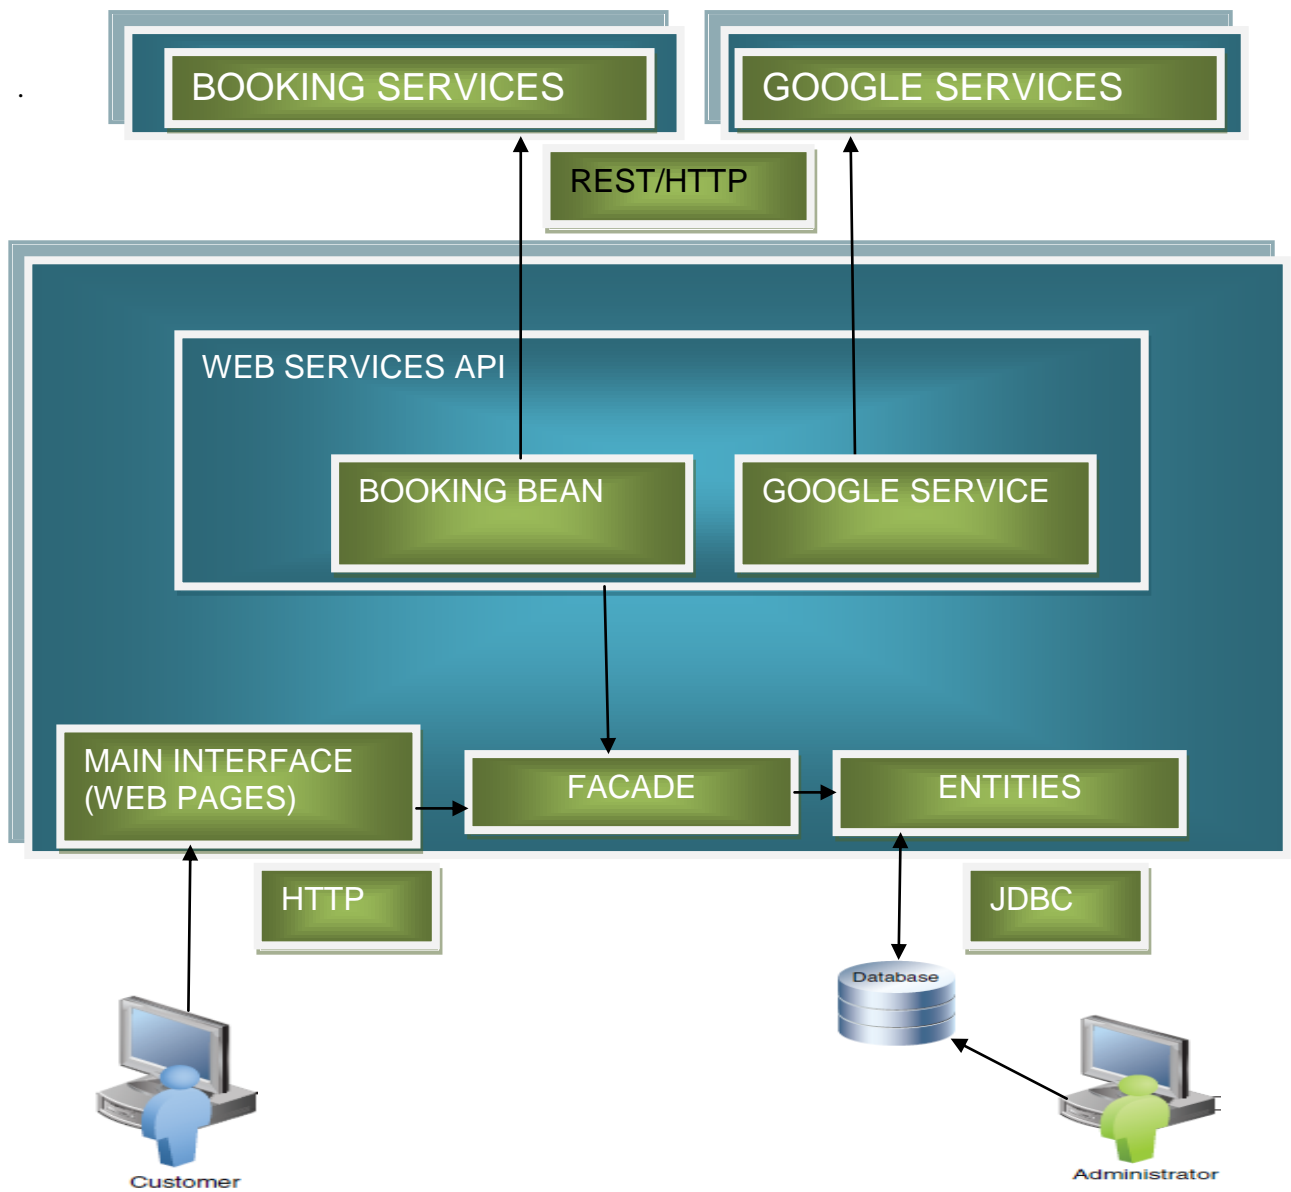 BOOKING SERVICES
GOOGLE SERVICES
.
REST/HTTP
WEB SERVICES API
BOOKING BEAN
GOOGLE SERVICE
MAIN INTERFACE
(WEB PAGES)
FACADE
ENTITIES
HTTP
JDBC
Database
Customer
Administrator